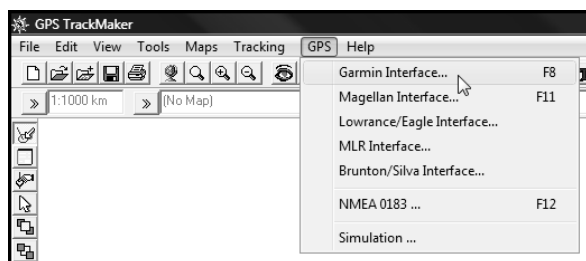 GPS TrackMaker
File Edit View Tools Maps Tracking GPS Help
1:1000 km (No Map)
Garmin Interface... F8
Magellan Interface... F11
Lowrance/Eagle Interface...
MLR Interface...
Brunton/Silva Interface...
NMEA 0183 ... F12
Simulation ...